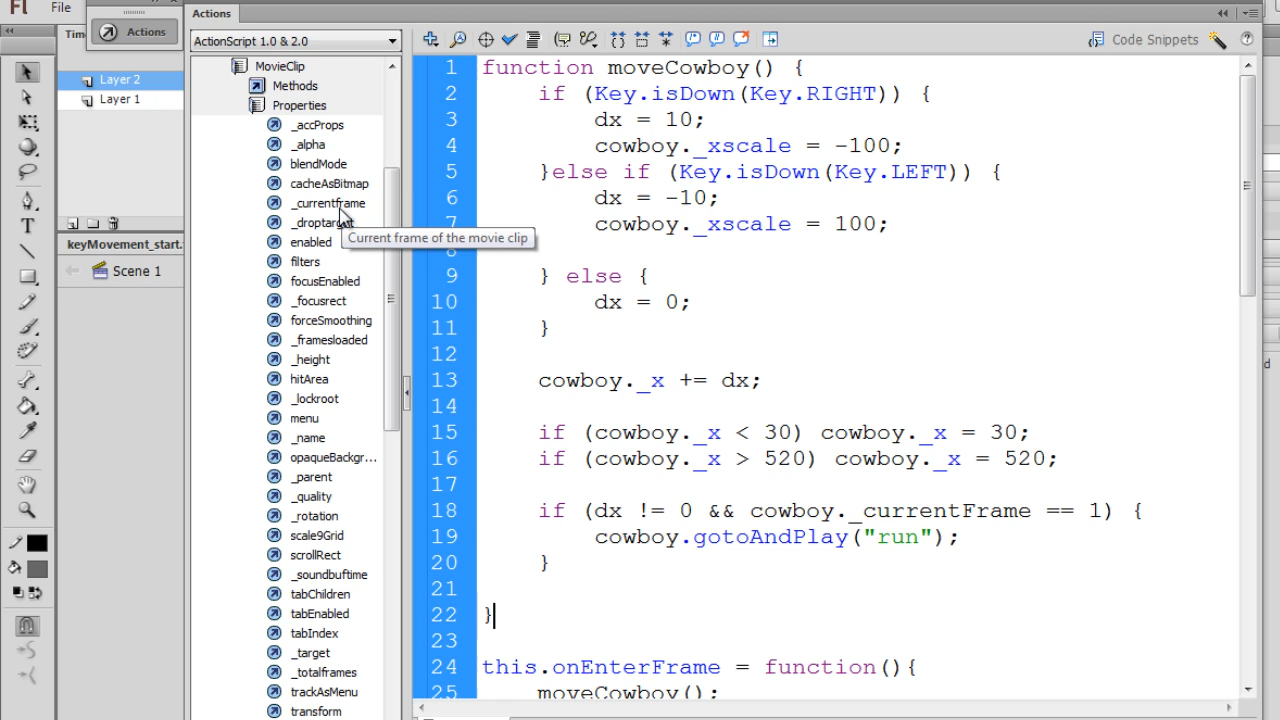 Fl File
Actions
Tim
Actions
ActionScript 1.0 & 2.0
Code Snippets
Layer 2
Layer 1
keyMovement_start.
Scene 1
MovieClip
Methods
Properties
_accProps
_alpha
blendMode
cacheAsBitmap
_currentframe
Current frame of the movie clip
enabled
filters
focusEnabled
_focusrect
forceSmoothing
_framesloaded
_height
hitArea
_lockroot
menu
_name
opaqueBackgr...
_parent
_quality
_rotation
scale9Grid
scrollRect
_soundbuftime
tabChildren
tabEnabled
tabIndex
_target
_totalframes
trackAsMenu
transform
1 function moveCowboy() {
2 if (Key.isDown(Key.RIGHT)) {
3 dx = 10;
4 cowboy._xscale = -100;
5 }else if (Key.isDown(Key.LEFT)) {
6 dx = -10;
7 cowboy._xscale = 100;
9 } else {
10 dx = 0;
11 }
12
13 cowboy._x += dx;
14
15 if (cowboy._x < 30) cowboy._x = 30;
16 if (cowboy._x > 520) cowboy._x = 520;
17
18 if (dx != 0 && cowboy._currentFrame == 1) {
19 cowboy.gotoAndPlay("run");
20 }
21
22 }
23
24 this.onEnterFrame = function(){
25 moveCowboy();